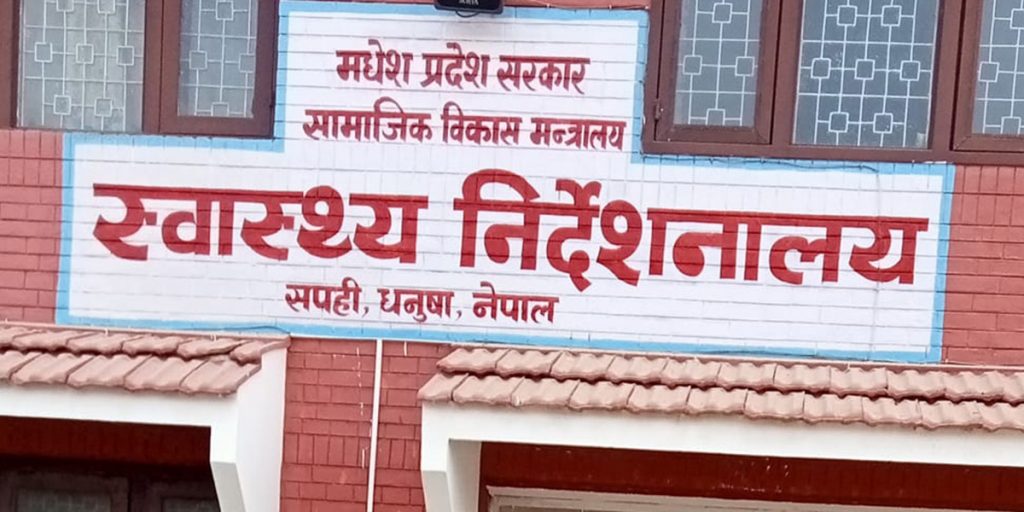 मधेश प्रदेश सरकार
सामाजिक विकास मन्त्रालय
स्वास्थ्य निर्देशनालय
सपही, धनुषा, नेपाल